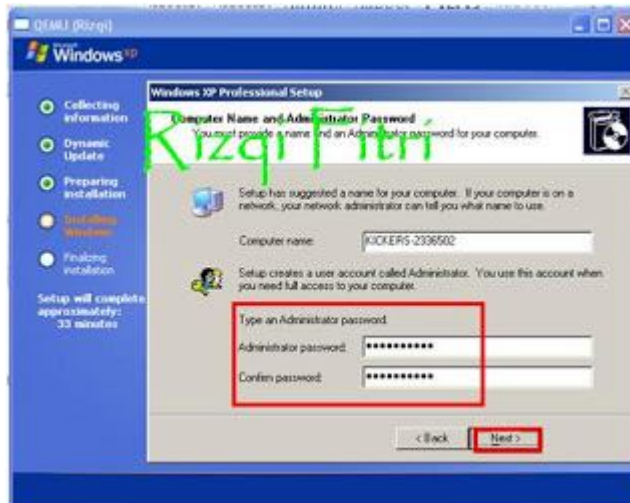 QEMU (Rizqi)
Microsoft
Windows xp
Collecting
information
Dynamic
Update
Preparing
installation
Installing
Windows
Finalizing
installation
Setup will complete
approximately:
33 minutes
Windows XP Professional Setup
Computer Name and Administrator Password
You must provide a name and an Administrator password for your computer.
Rizqi Fitri
Setup has suggested a name for your computer. If your computer is on a
network, your network administrator can tell you what name to use.
Computer name:
KICKERS-2336502
Setup creates a user account called Administrator. You use this account when
you need full access to your computer.
Type an Administrator password.
Administrator password:
••••••••••
Confirm password:
••••••••••
< Back
Next >